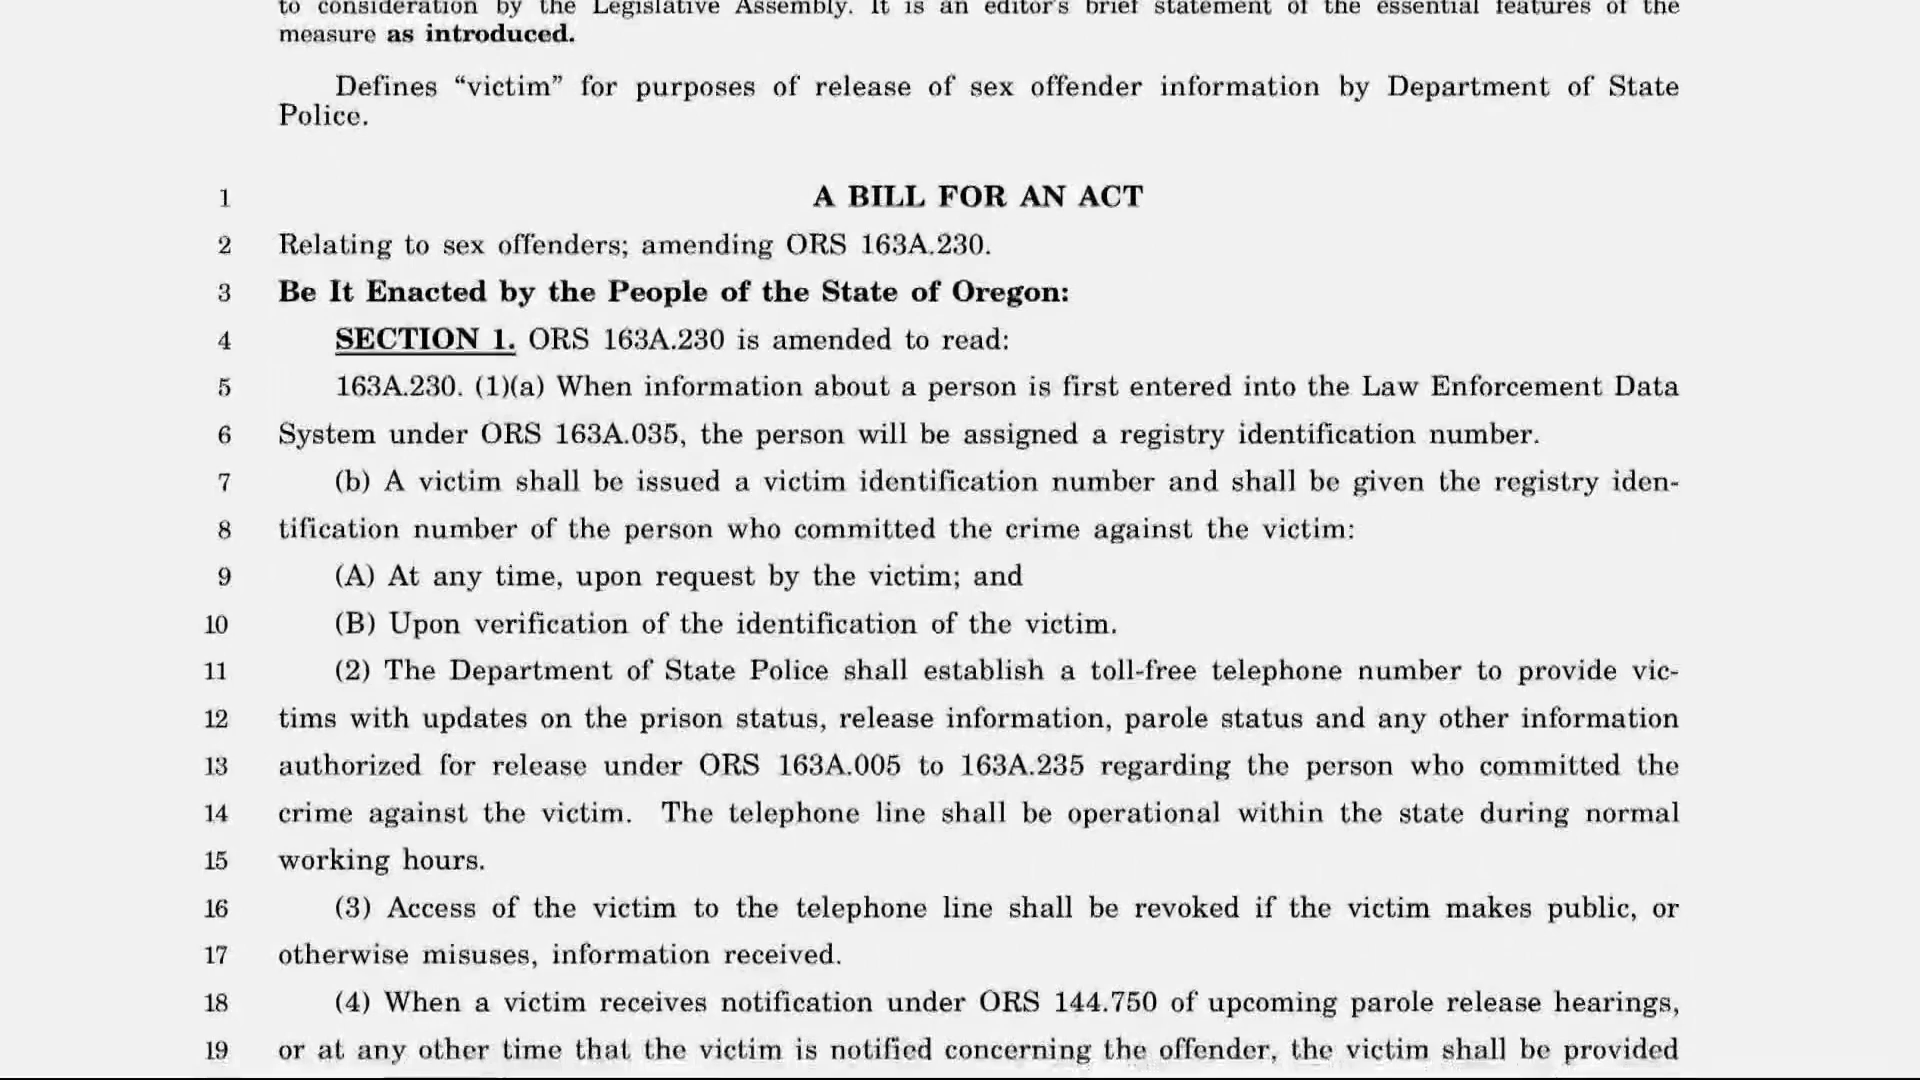 to consideration by the Legislative Assembly. It is an editor's brief statement of the essential features of the
measure as introduced.
Defines “victim” for purposes of release of sex offender information by Department of State
Police.
1 A BILL FOR AN ACT
2 Relating to sex offenders; amending ORS 163A.230.
3 Be It Enacted by the People of the State of Oregon:
4 SECTION 1. ORS 163A.230 is amended to read:
5 163A.230. (1)(a) When information about a person is first entered into the Law Enforcement Data
6 System under ORS 163A.035, the person will be assigned a registry identification number.
7 (b) A victim shall be issued a victim identification number and shall be given the registry iden-
8 tification number of the person who committed the crime against the victim:
9 (A) At any time, upon request by the victim; and
10 (B) Upon verification of the identification of the victim.
11 (2) The Department of State Police shall establish a toll-free telephone number to provide vic-
12 tims with updates on the prison status, release information, parole status and any other information
13 authorized for release under ORS 163A.005 to 163A.235 regarding the person who committed the
14 crime against the victim. The telephone line shall be operational within the state during normal
15 working hours.
16 (3) Access of the victim to the telephone line shall be revoked if the victim makes public, or
17 otherwise misuses, information received.
18 (4) When a victim receives notification under ORS 144.750 of upcoming parole release hearings,
19 or at any other time that the victim is notified concerning the offender, the victim shall be provided